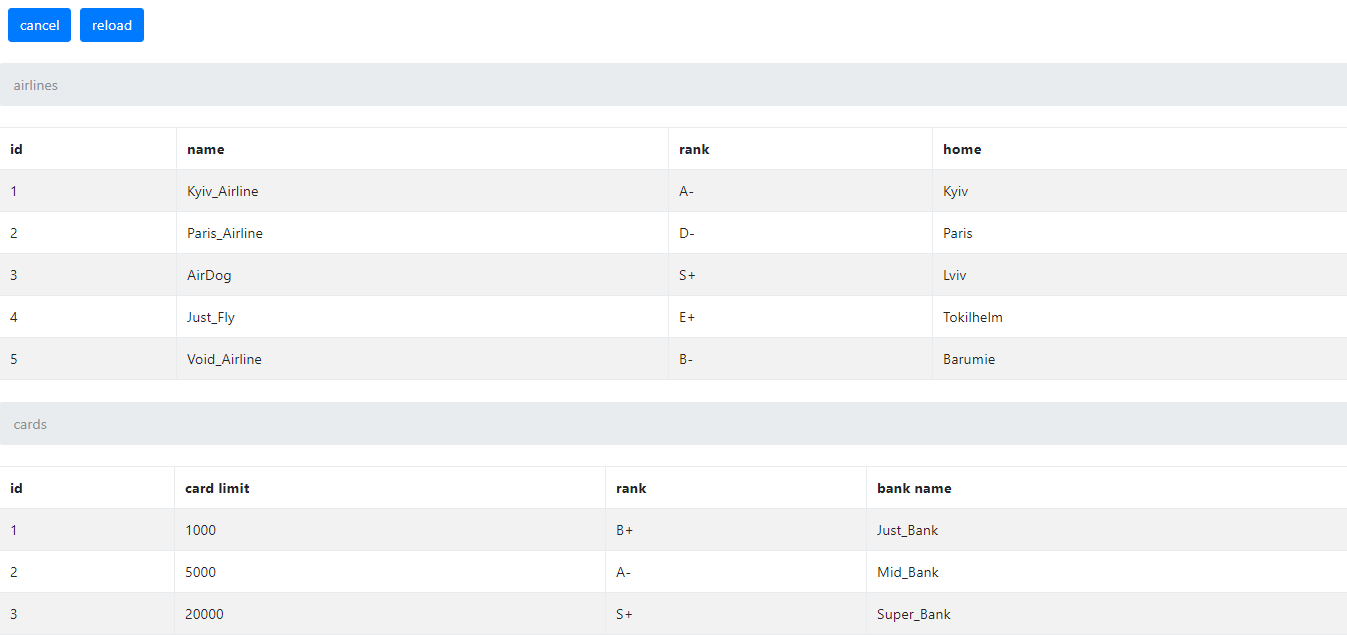 cancel reload
airlines
id name rank home
1 Kyiv_Airline A- Kyiv
2 Paris_Airline D- Paris
3 AirDog S+ Lviv
4 Just_Fly E+ Tokilhelm
5 Void_Airline B- Barumie
cards
id card limit rank bank name
1 1000 B+ Just_Bank
2 5000 A- Mid_Bank
3 20000 S+ Super_Bank